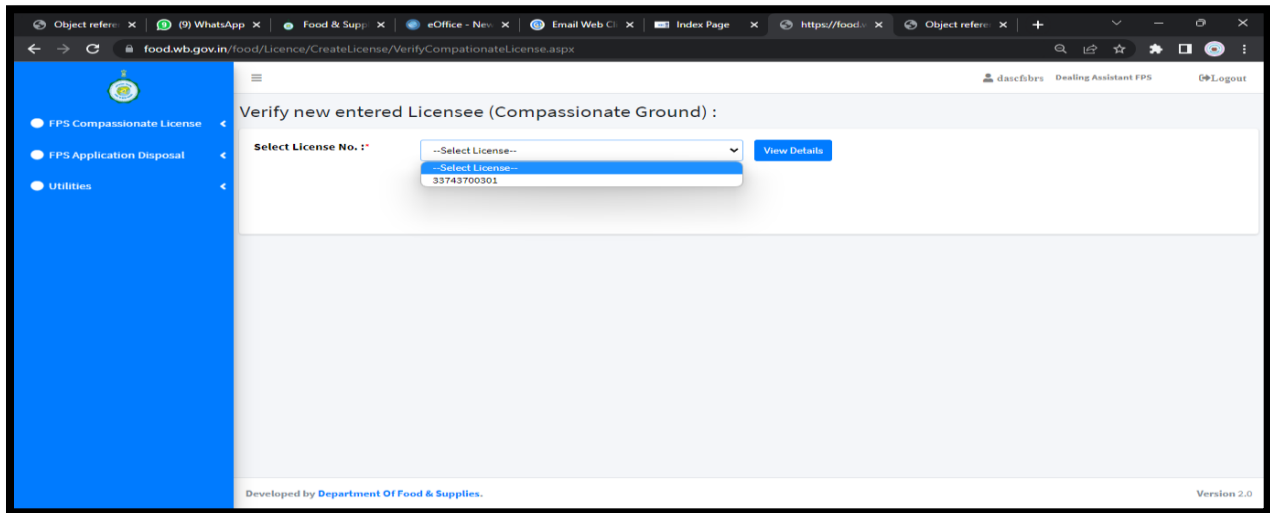 Object refere (9) WhatsApp Food & Supp eOffice - New Email Web Cl Index Page https://food.v Object refere
food.wb.gov.in/food/Licence/CreateLicense/VerifyCompationateLicense.aspx
dascfsbrs Dealing Assistant FPS Logout
Verify new entered Licensee (Compassionate Ground) :
FPS Compassionate License
FPS Application Disposal
Utilities
Select License No. :*
--Select License--
View Details
--Select License--
33743700301
Developed by Department Of Food & Supplies.
Version 2.0